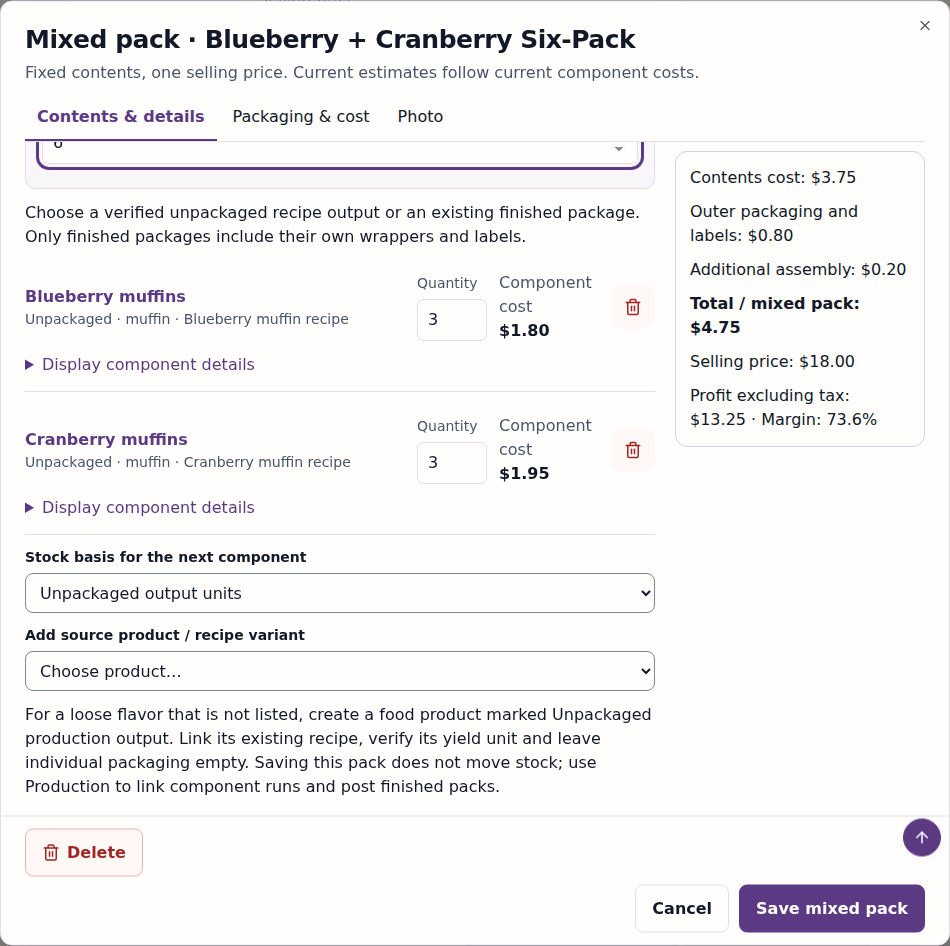 Mixed pack · Blueberry + Cranberry Six-Pack
Fixed contents, one selling price. Current estimates follow current component costs.
Contents & details
Packaging & cost
Photo
Choose a verified unpackaged recipe output or an existing finished package.
Only finished packages include their own wrappers and labels.
Blueberry muffins
Unpackaged · muffin · Blueberry muffin recipe
Quantity
3
Component
cost
$1.80
Display component details
Cranberry muffins
Unpackaged · muffin · Cranberry muffin recipe
Quantity
3
Component
cost
$1.95
Display component details
Stock basis for the next component
Unpackaged output units
Add source product / recipe variant
Choose product...
For a loose flavor that is not listed, create a food product marked Unpackaged
production output. Link its existing recipe, verify its yield unit and leave
individual packaging empty. Saving this pack does not move stock; use
Production to link component runs and post finished packs.
Contents cost: $3.75
Outer packaging and
labels: $0.80
Additional assembly: $0.20
Total / mixed pack:
$4.75
Selling price: $18.00
Profit excluding tax:
$13.25 · Margin: 73.6%
Delete
Cancel
Save mixed pack